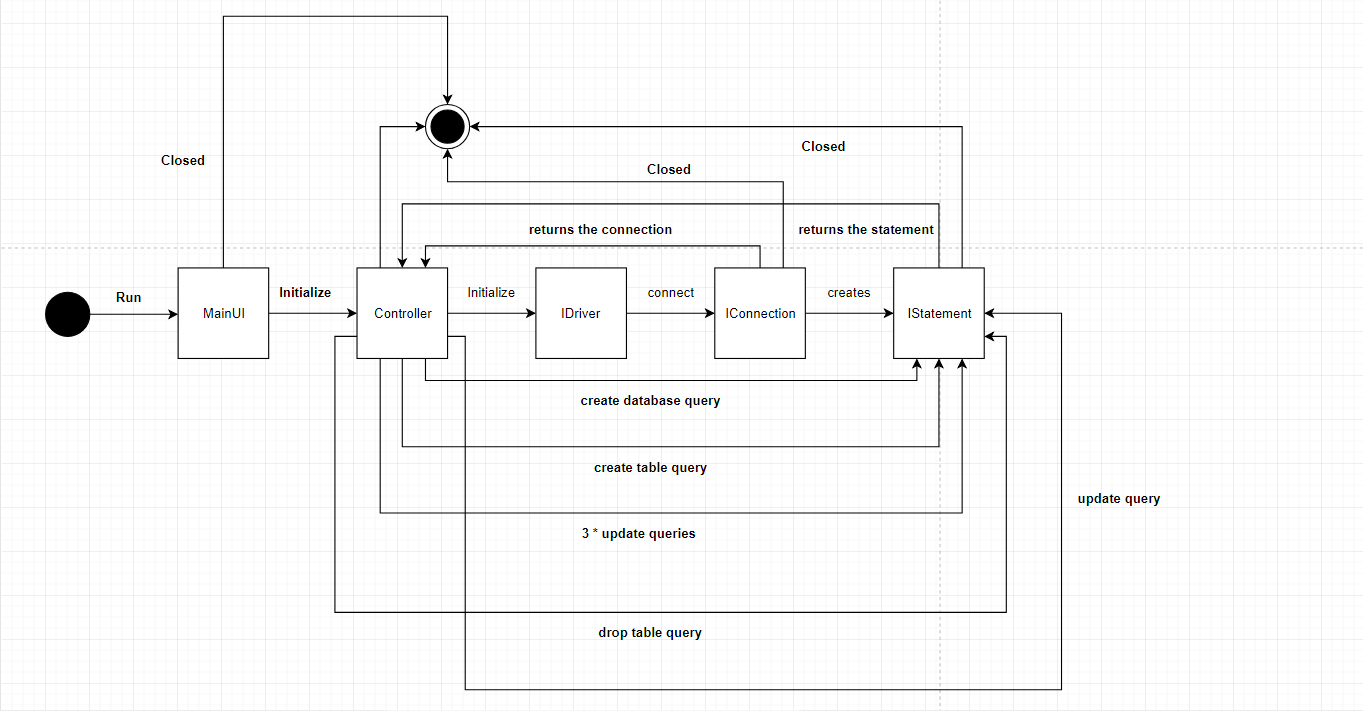 Closed
Closed
Closed
returns the connection
returns the statement
Run
Initialize
Initialize
connect
creates
MainUI
Controller
IDriver
IConnection
IStatement
create database query
create table query
update query
3 * update queries
drop table query